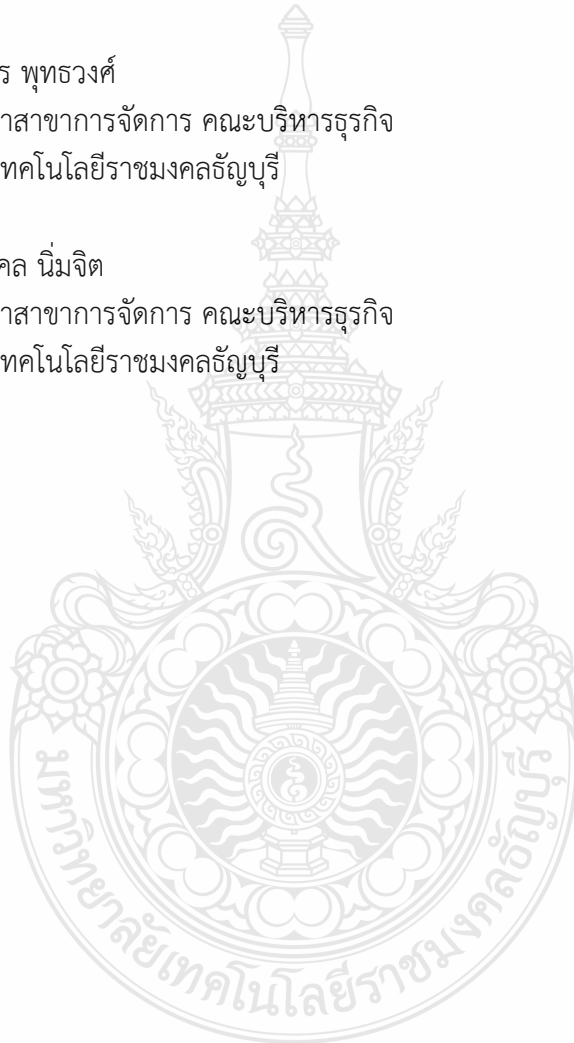 ร พุทธวงศ์
าสาขาการจัดการ คณะบริหารธุรกิจ
เทคโนโลยีราชมงคลธัญบุรี
คล นิ่มจิต
าสาขาการจัดการ คณะบริหารธุรกิจ
เทคโนโลยีราชมงคลธัญบุรี
มหาวิทยาลัยเทคโนโลยีราชมงคลธัญบุรี